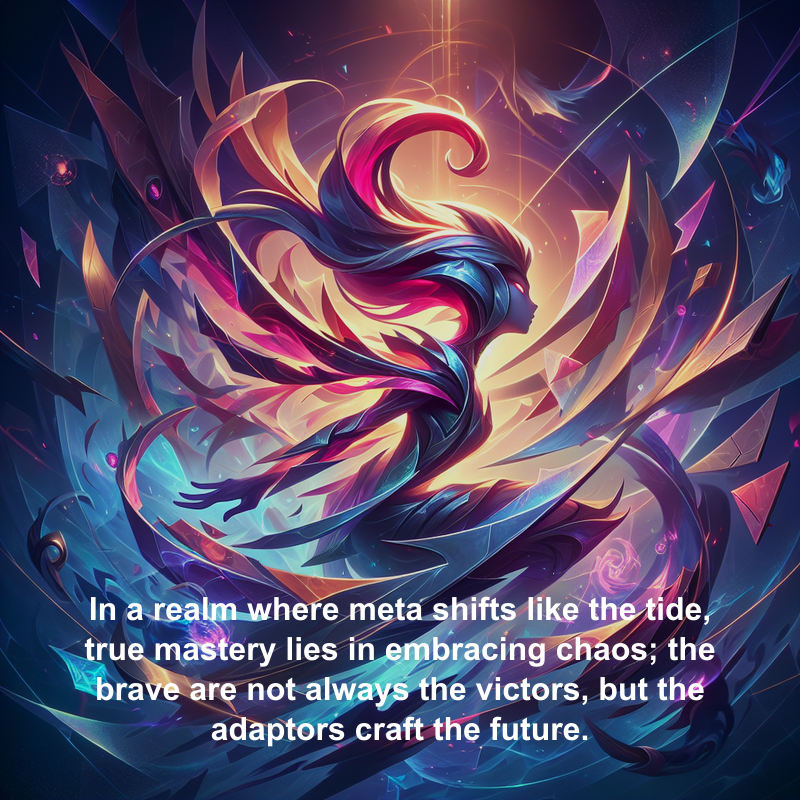 In a realm where meta shifts like the tide,
true mastery lies in embracing chaos; the
brave are not always the victors, but the
adaptors craft the future.